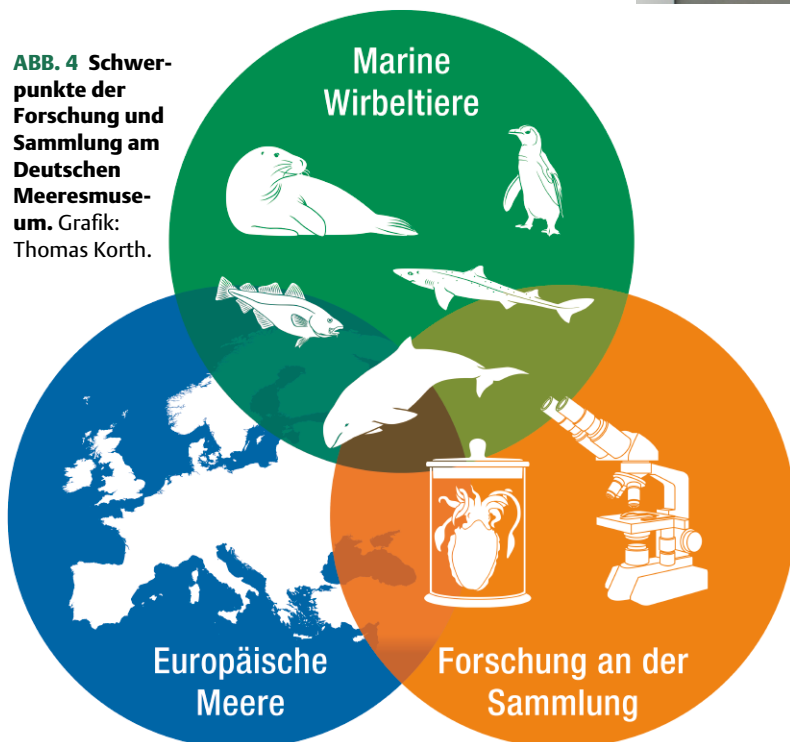 ABB. 4 Schwer-
punkte der
Forschung und
Sammlung am
Deutschen
Meeresmuse-
um. Grafik:
Thomas Korth.
Marine
Wirbeltiere
Europäische
Meere
Forschung an der
Sammlung